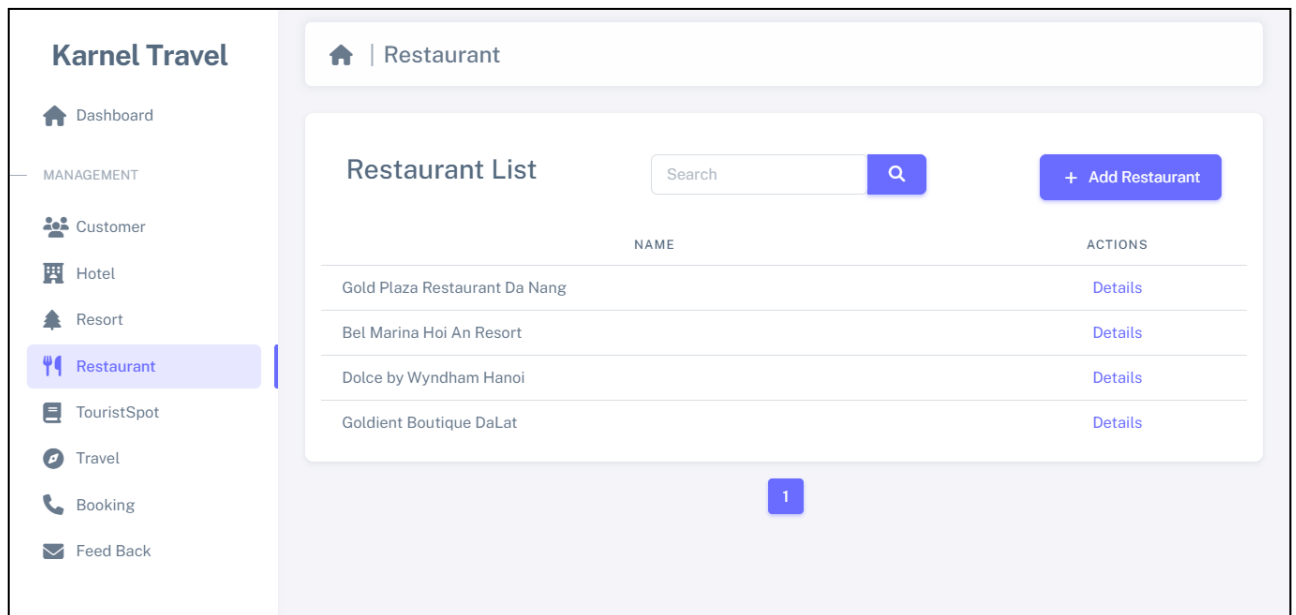 Karnel Travel
Dashboard
MANAGEMENT
Customer
Hotel
Resort
Restaurant
TouristSpot
Travel
Booking
Feed Back
| Restaurant
Restaurant List
Search
+ Add Restaurant
NAME ACTIONS
Gold Plaza Restaurant Da Nang Details
Bel Marina Hoi An Resort Details
Dolce by Wyndham Hanoi Details
Goldient Boutique DaLat Details
1